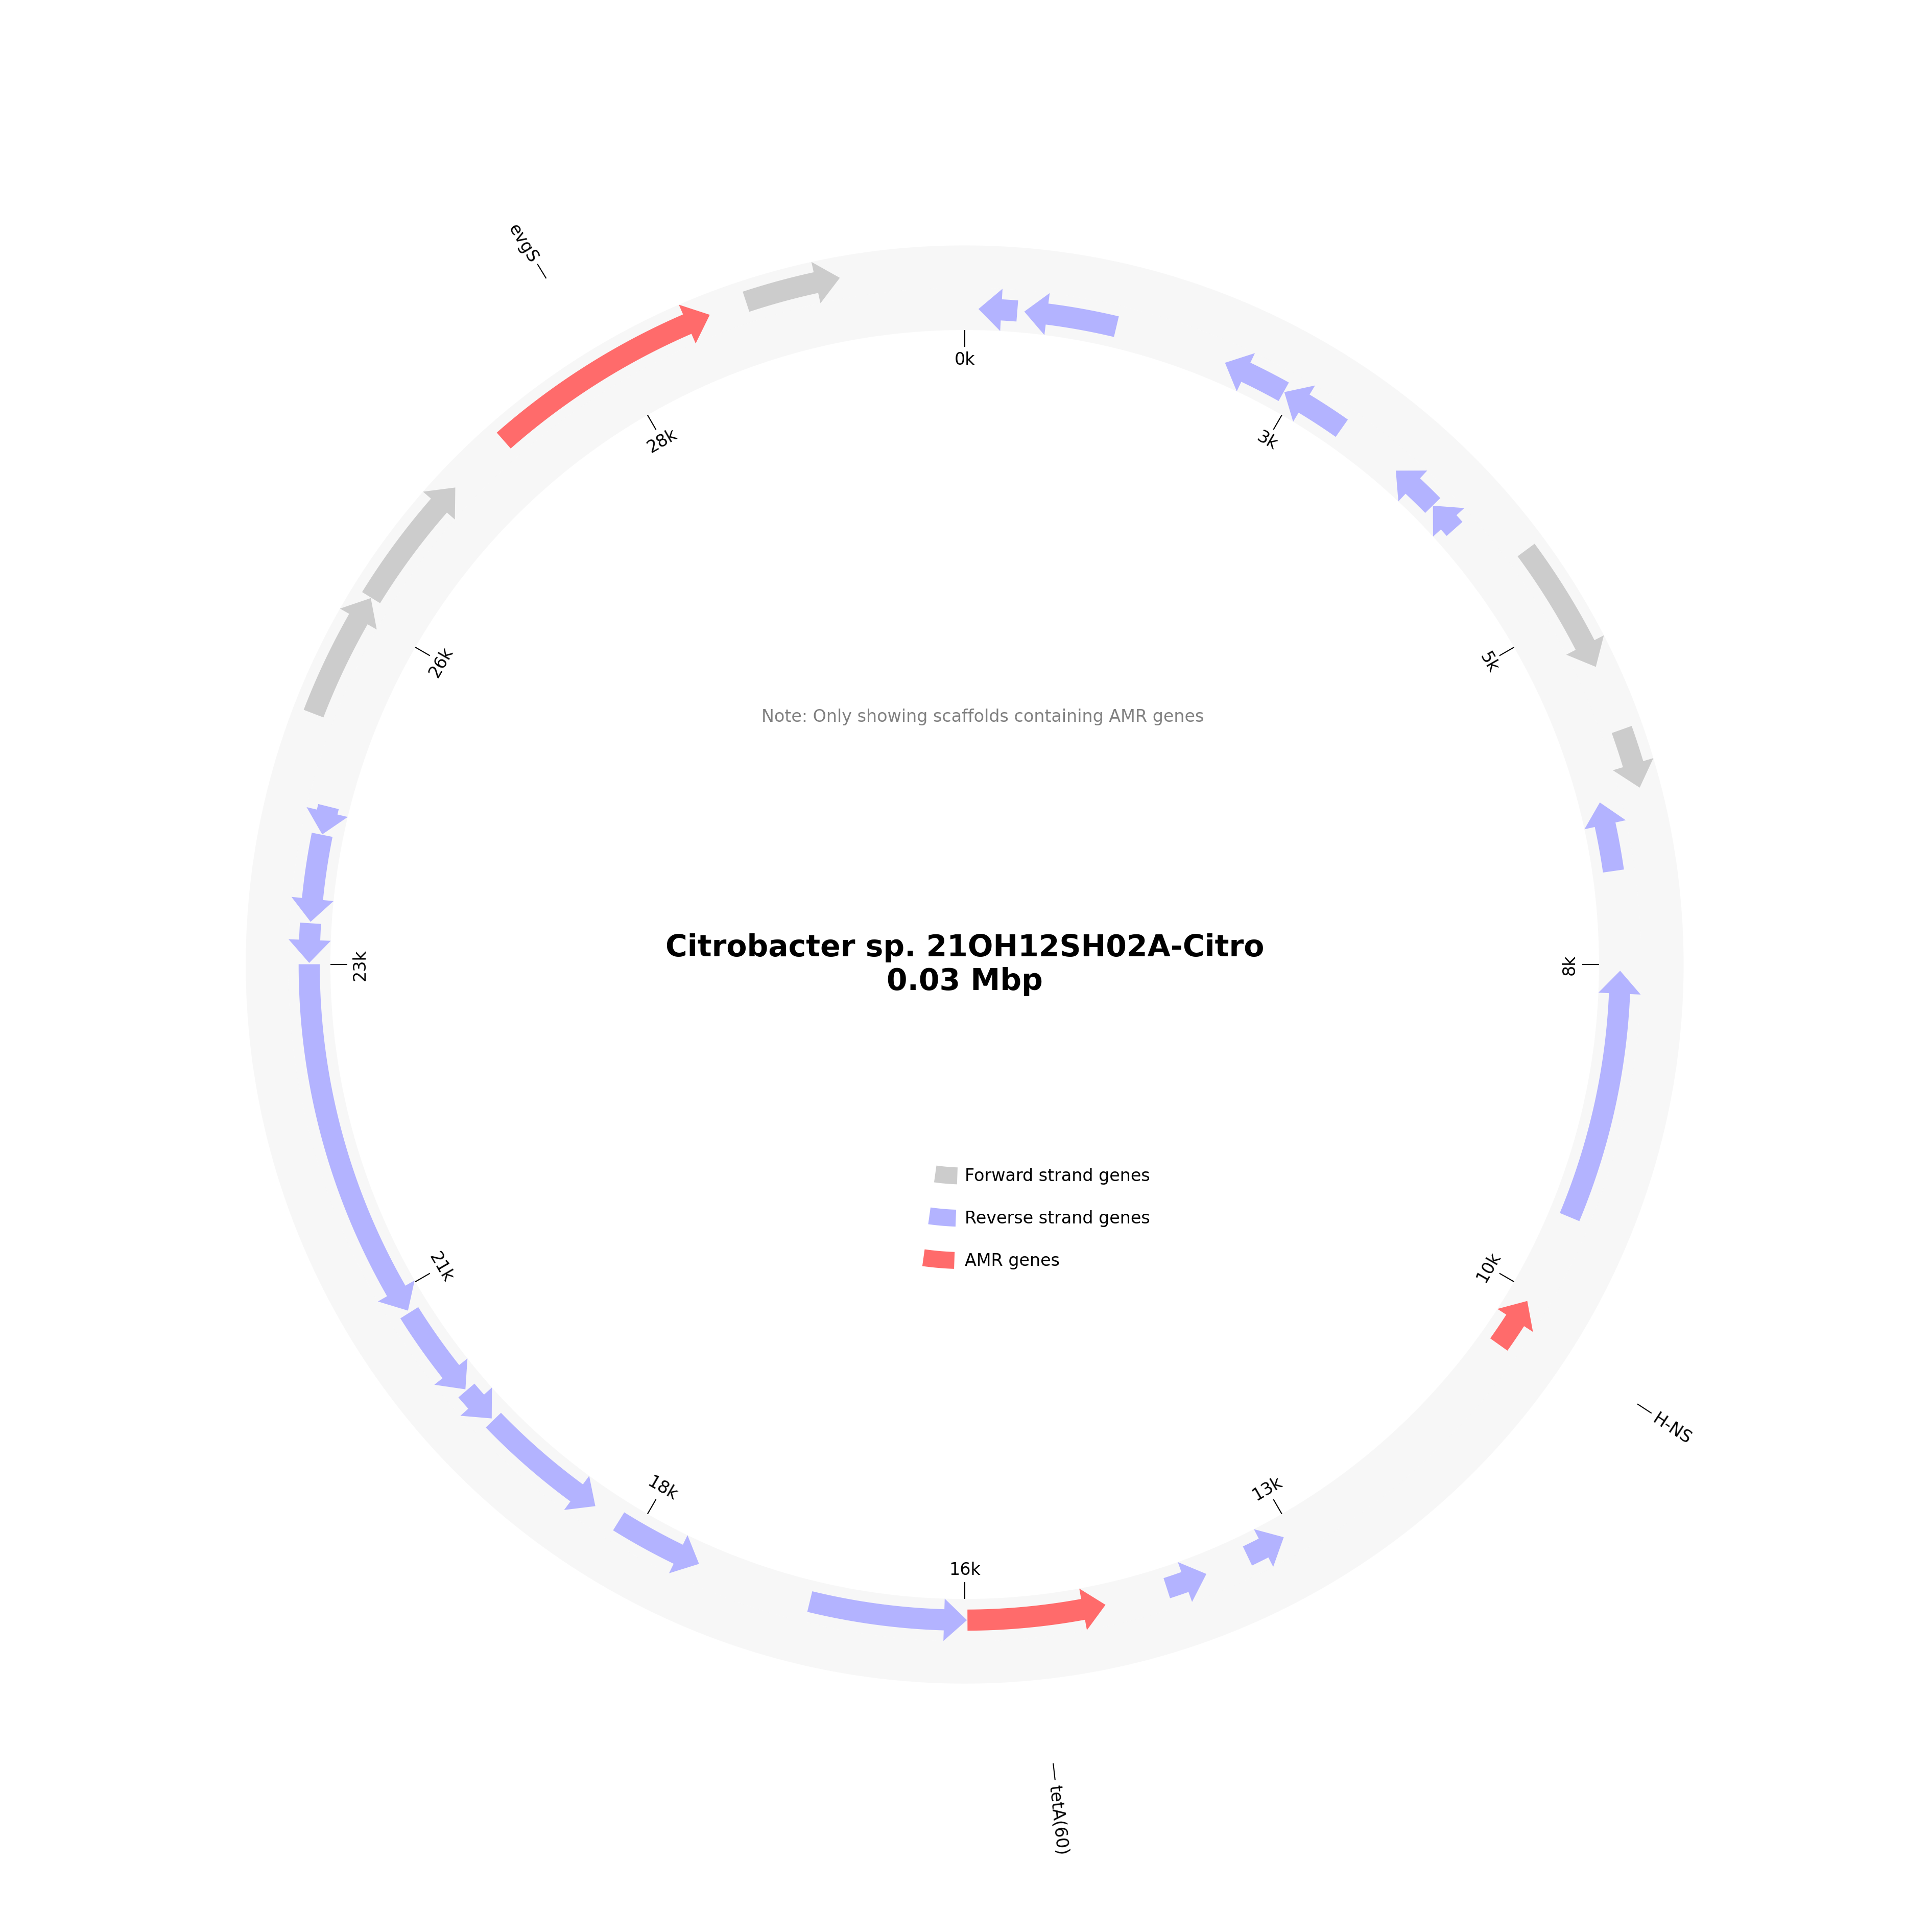 evgS
0k
28k
3k
26k
5k
Note: Only showing scaffolds containing AMR genes
Citrobacter sp. 21OH12SH02A-Citro
0.03 Mbp
23k
8k
Forward strand genes
Reverse strand genes
AMR genes
21k
10k
H-NS
18k
13k
16k
tetA(60)